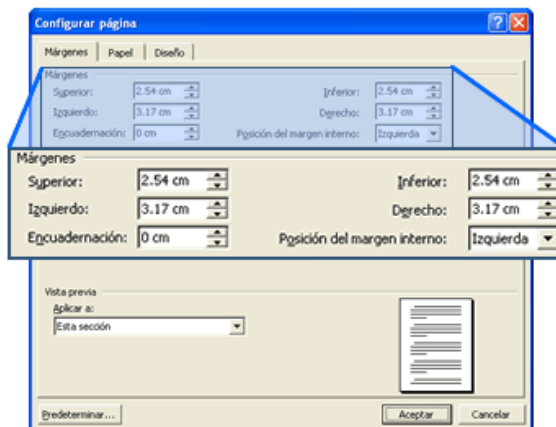 Configurar página
Márgenes Papel Diseño
Márgenes
Superior: 2.54 cm Inferior: 2.54 cm
Izquierdo: 3.17 cm Derecho: 3.17 cm
Encuadernación: 0 cm Posición del margen interno: Izquierda
Márgenes
Superior: 2.54 cm Inferior: 2.54 cm
Izquierdo: 3.17 cm Derecho: 3.17 cm
Encuadernación: 0 cm Posición del margen interno: Izquierda
Vista previa
Aplicar a:
Esta sección
Predeterminar... Aceptar Cancelar